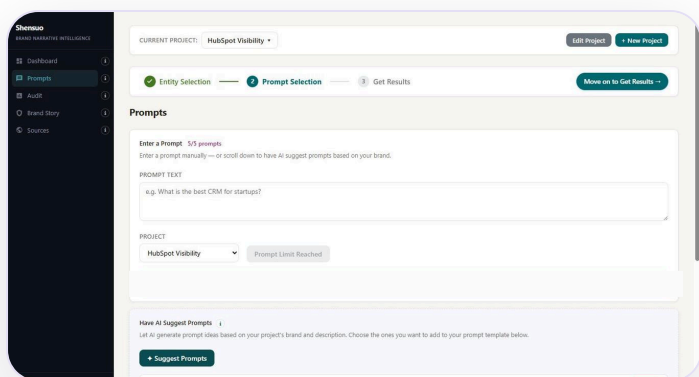 Shensuo
BRAND NARRATIVE INTELLIGENCE
Dashboard
Prompts
Audit
Brand Story
Sources
CURRENT PROJECT: HubSpot Visibility
Edit Project
+ New Project
Entity Selection
2 Prompt Selection
3 Get Results
Move on to Get Results →
Prompts
Enter a Prompt 5/5 prompts
Enter a prompt manually — or scroll down to have AI suggest prompts based on your brand.
PROMPT TEXT
e.g. What is the best CRM for startups?
PROJECT
HubSpot Visibility
Prompt Limit Reached
Have AI Suggest Prompts i
Let AI generate prompt ideas based on your project's brand and description. Choose the ones you want to add to your prompt template below.
+ Suggest Prompts